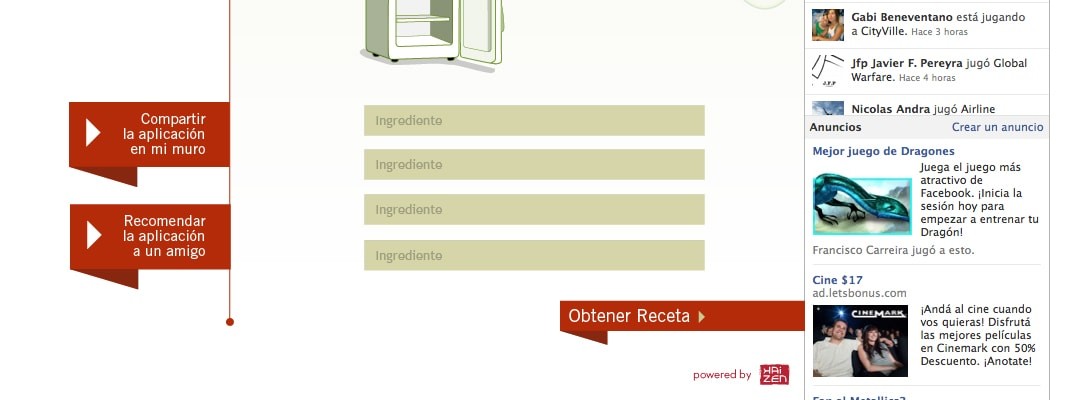 Compartir
la aplicación
en mi muro
Recomendar
la aplicación
a un amigo
Ingrediente
Ingrediente
Ingrediente
Ingrediente
Obtener Receta
powered by HAI
ZEN
Gabi Beneventano está jugando
a CityVille. Hace 3 horas
Jfp Javier F. Pereyra jugó Global
Warfare. Hace 4 horas
J.F.P
Nicolas Andra jugó Airline
Anuncios Crear un anuncio
Mejor juego de Dragones
Juega el juego más
atractivo de
Facebook. ¡Inicia la
sesión hoy para
empezar a entrenar tu
Dragón!
Francisco Carreira jugó a esto.
Cine $17
ad.letsbonus.com
CINEMARK
¡Andá al cine cuando
vos quieras! Disfrutá
las mejores películas
en Cinemark con 50%
Descuento. ¡Anotate!